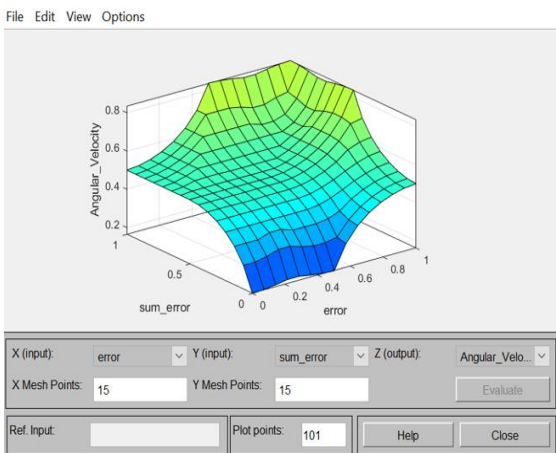 File Edit View Options
0.8
0.6
0.4
0.2
Angular_Velocity
1
0.5
0
sum_error
0
0.2
0.4
0.6
0.8
1
error
X (input): error Y (input): sum_error Z (output): Angular_Velo...
X Mesh Points: 15 Y Mesh Points: 15 Evaluate
Ref. Input: Plot points: 101 Help Close